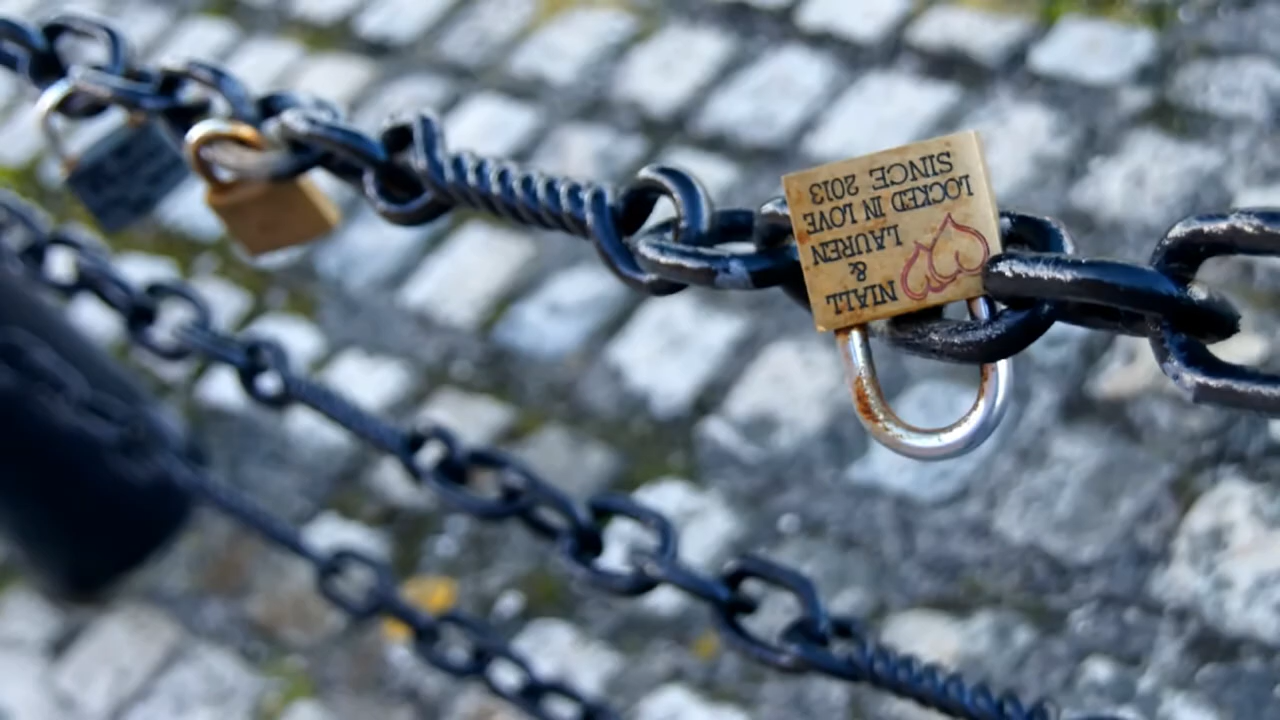 NIALL
&
LAUREN
LOCKED IN LOVE
SINCE 2013